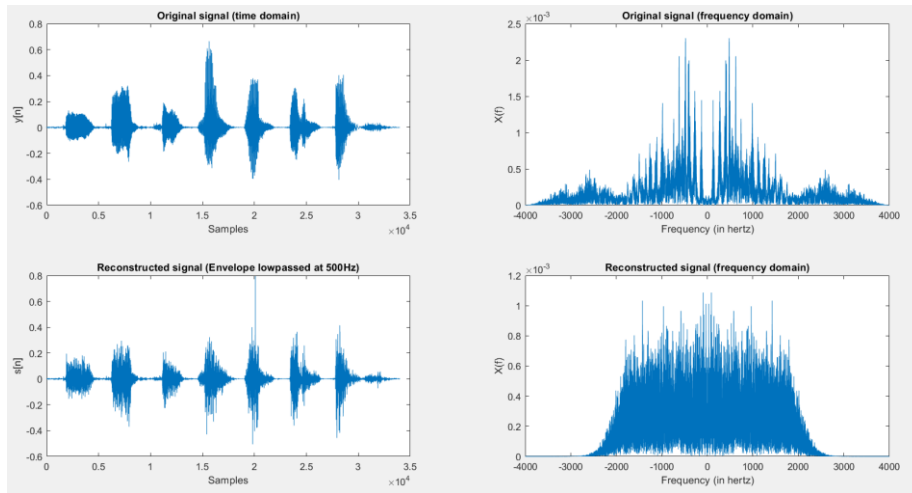 Original signal (time domain)
0.8
0.6
0.4
0.2
0
-0.2
-0.4
-0.6
y[n]
0 0.5 1 1.5 2 2.5 3 3.5
Samples
×10⁴
Original signal (frequency domain)
×10⁻³
2.5
2
1.5
1
0.5
0
X(f)
-4000 -3000 -2000 -1000 0 1000 2000 3000 4000
Frequency (in hertz)
Reconstructed signal (Envelope lowpassed at 500Hz)
0.8
0.6
0.4
0.2
0
-0.2
-0.4
-0.6
s[n]
0 0.5 1 1.5 2 2.5 3 3.5
Samples
×10⁴
Reconstructed signal (frequency domain)
×10⁻³
1.2
1
0.8
0.6
0.4
0.2
0
X(f)
-4000 -3000 -2000 -1000 0 1000 2000 3000 4000
Frequency (in hertz)